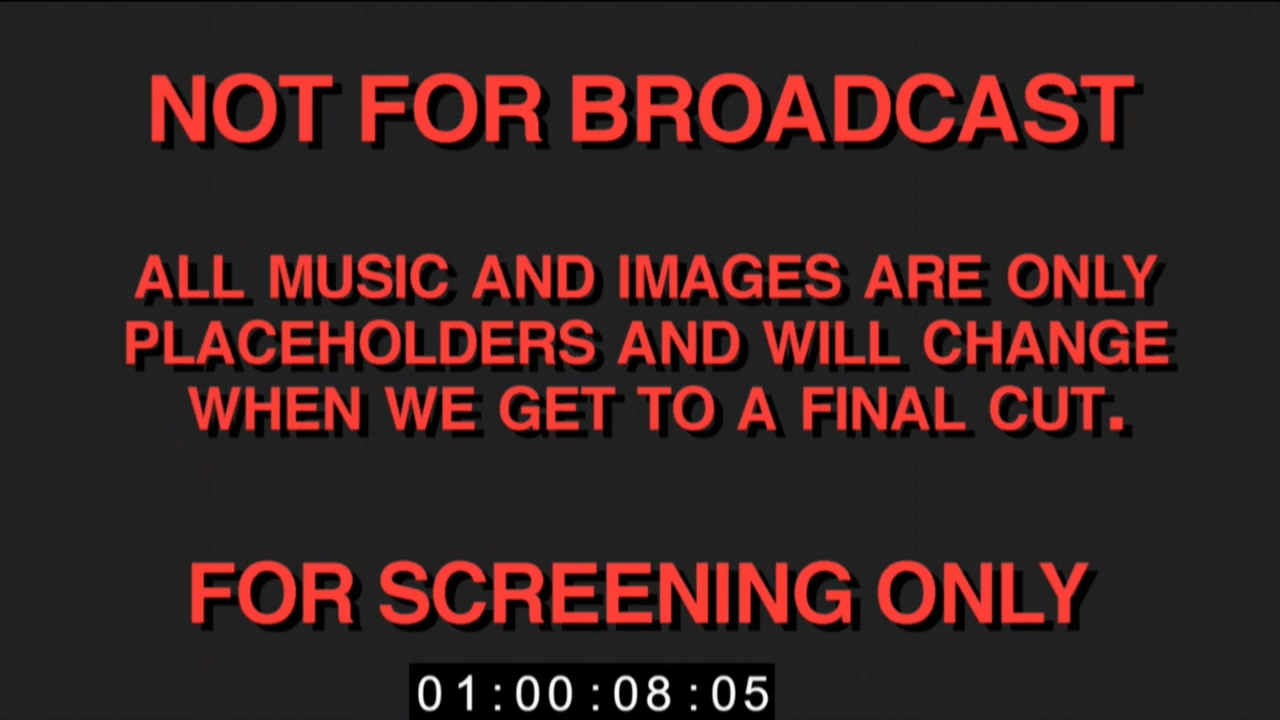 NOT FOR BROADCAST
ALL MUSIC AND IMAGES ARE ONLY
PLACEHOLDERS AND WILL CHANGE
WHEN WE GET TO A FINAL CUT.
FOR SCREENING ONLY
01:00:08:05